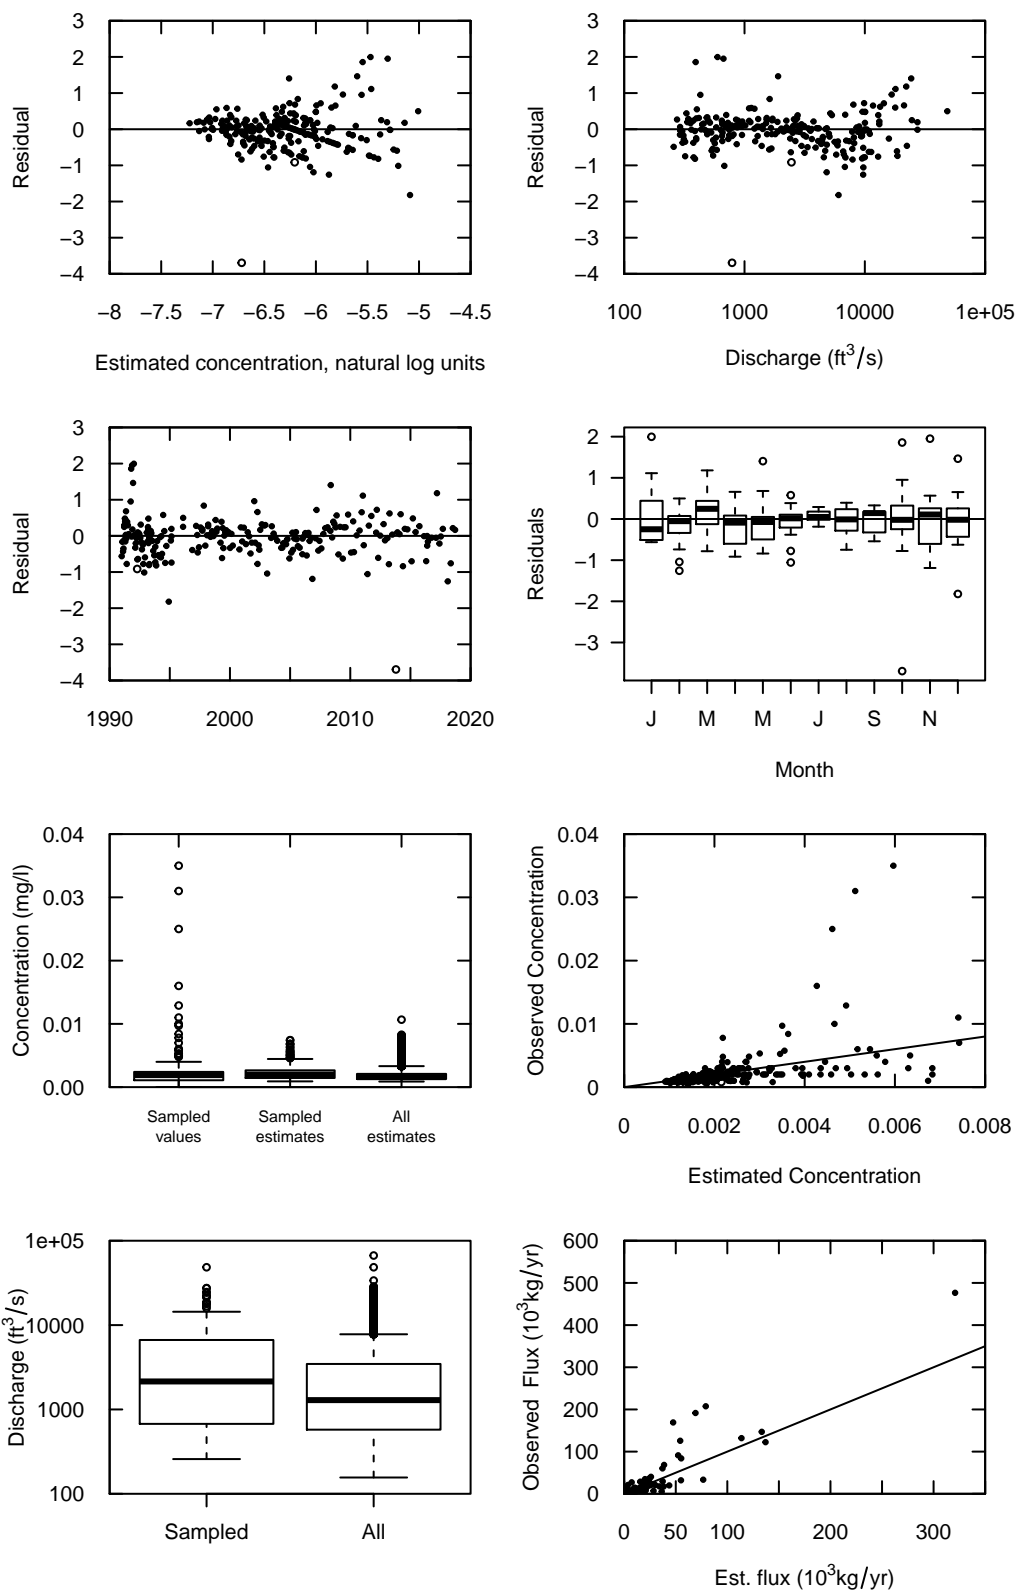 3
2
1
0
−1
−2
−3
−4
Residual
−8 −7.5 −7 −6.5 −6 −5.5 −5 −4.5
Estimated concentration, natural log units
3
2
1
0
−1
−2
−3
−4
Residual
100 1000 10000 1e+05
Discharge (ft3/s)
3
2
1
0
−1
−2
−3
−4
Residual
1990 2000 2010 2020
2
1
0
−1
−2
−3
Residuals
J M M J S N
Month
0.04
0.03
0.02
0.01
0.00
Concentration (mg/l)
Sampled Sampled All
values estimates estimates
0.04
0.03
0.02
0.01
0
Observed Concentration
0 0.002 0.004 0.006 0.008
Estimated Concentration
1e+05
10000
1000
100
Discharge (ft3/s)
Sampled All
600
500
400
300
200
100
0
Observed Flux (103kg/yr)
0 50 100 200 300
Est. flux (103kg/yr)